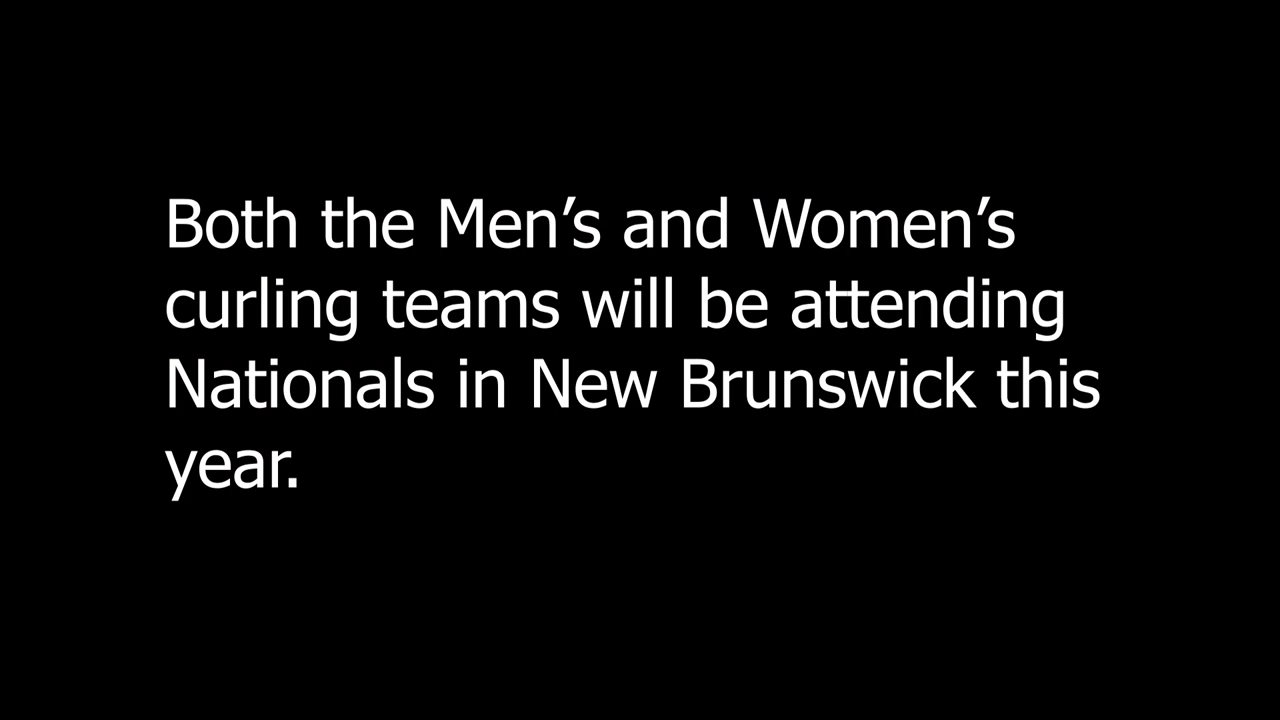 Both the Men’s and Women’s
curling teams will be attending
Nationals in New Brunswick this
year.